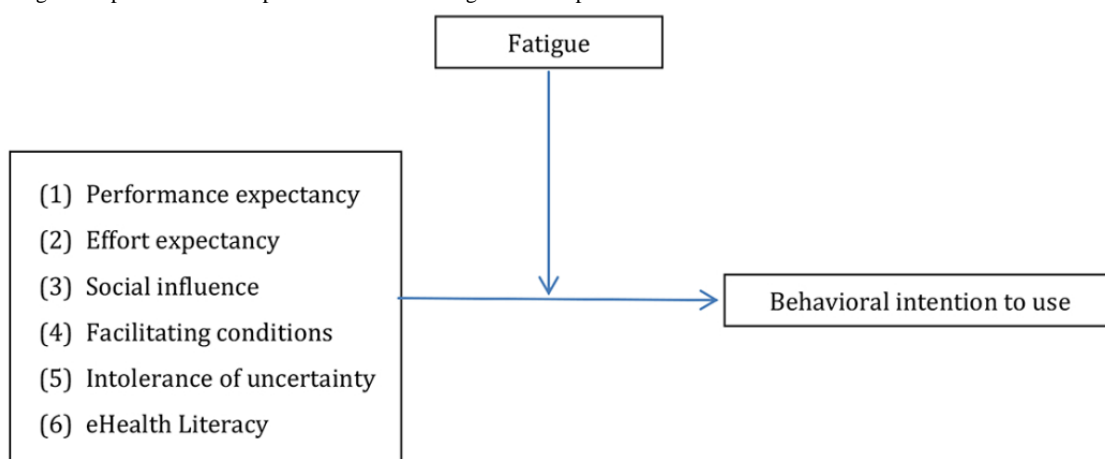 Fatigue
(1) Performance expectancy
(2) Effort expectancy
(3) Social influence
(4) Facilitating conditions
(5) Intolerance of uncertainty
(6) eHealth Literacy
Behavioral intention to use